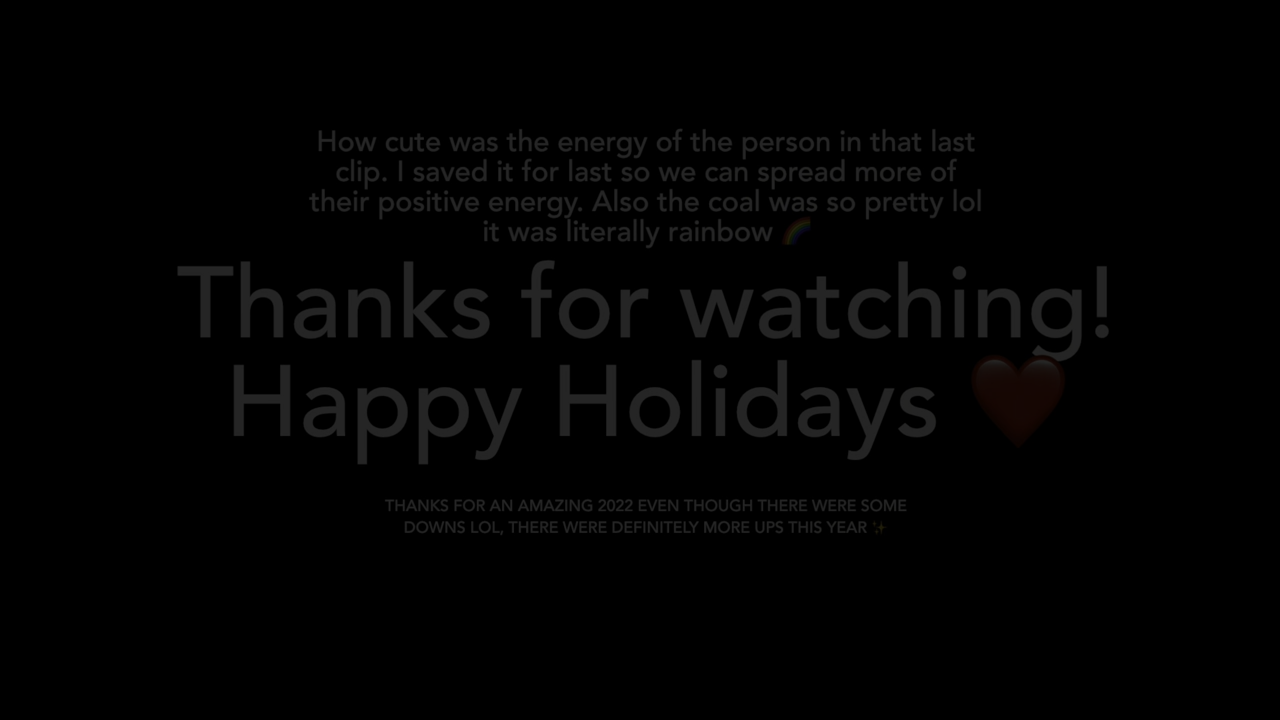 How cute was the energy of the person in that last
clip. I saved it for last so we can spread more of
their positive energy. Also the coal was so pretty lol
it was literally rainbow 🌈
Thanks for watching!
Happy Holidays ❤️
THANKS FOR AN AMAZING 2022 EVEN THOUGH THERE WERE SOME
DOWNS LOL, THERE WERE DEFINITELY MORE UPS THIS YEAR ✨